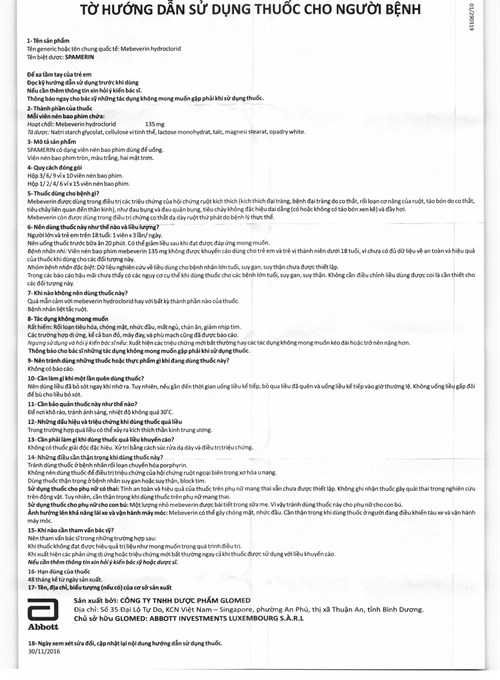 TỜ HƯỚNG DẪN SỬ DỤNG THUỐC CHO NGƯỜI BỆNH
01/290319
1- Tên sản phẩm
Tên generic hoặc tên chung quốc tế: Mebeverin hydroclorid
Tên biệt dược: SPAMERIN
Để xa tầm tay của trẻ em
Đọc kỹ hướng dẫn sử dụng trước khi dùng
Nếu cần thêm thông tin xin hỏi ý kiến bác sĩ.
Thông báo ngay cho bác sỹ những tác dụng không mong muốn gặp phải khi sử dụng thuốc.
2- Thành phần của thuốc
Mỗi viên nén bao phim chứa:
Hoạt chất: Mebeverin hydroclorid 135 mg
Tá dược: Natri starch glycolat, cellulose vi tinh thể, lactose monohydrat, talc, magnesi stearat, opadry white.
3- Mô tả sản phẩm
SPAMERIN có dạng viên nén bao phim dùng để uống.
Viên nén bao phim tròn, màu trắng, hai mặt trơn.
4- Quy cách đóng gói
Hộp 3/6/9 vỉ x 10 viên nén bao phim.
Hộp 1/2/4/6 vỉ x 15 viên nén bao phim.
5- Thuốc dùng cho bệnh gì?
Mebeverin được dùng trong điều trị các triệu chứng của hội chứng ruột kích thích (kích thích đại tràng, bệnh đại tràng do co thắt, rối loạn cơ năng của ruột, táo bón do co thắt,
tiêu chảy liên quan đến thần kinh), như đau bụng và đau quặn bụng, tiêu chảy không đặc hiệu dai dẳng (có hoặc không có táo bón xen kẽ) và đầy hơi.
Mebeverin còn được dùng trong điều trị chứng co thắt dạ dày ruột thứ phát do bệnh lý thực thể.
6- Nên dùng thuốc này như thế nào và liều lượng?
Người lớn và trẻ em trên 18 tuổi: 1 viên x 3 lần/ ngày.
Nên uống thuốc trước bữa ăn 20 phút. Có thể giảm liều sau khi đạt được đáp ứng mong muốn.
Bệnh nhân nhi: Viên nén bao phim mebeverin 135 mg không được khuyến cáo dùng cho trẻ em và trẻ vị thành niên dưới 18 tuổi, vì chưa có đủ dữ liệu về an toàn và hiệu quả
của thuốc khi dùng cho các đối tượng này.
Nhóm bệnh nhân đặc biệt: Dữ liệu nghiên cứu về liều dùng cho bệnh nhân lớn tuổi, suy gan, suy thận chưa được thiết lập.
Trong các báo cáo hậu mãi chưa thấy có các nguy cơ cụ thể khi dùng thuốc cho các bệnh lớn tuổi, suy gan, suy thận. Không cần điều chỉnh liều dùng được coi là cần thiết cho
các đối tượng này.
7- Khi nào không nên dùng thuốc này?
Quá mẫn cảm với mebeverin hydroclorid hay với bất kỳ thành phần nào của thuốc.
Bệnh nhân liệt tắc ruột.
8- Tác dụng không mong muốn
Rất hiếm: Rối loạn tiêu hóa, chóng mặt, nhức đầu, mất ngủ, chán ăn, giảm nhịp tim.
Các trường hợp dị ứng, kể cả ban đỏ, mày đay, và phù mạch cũng đã được báo cáo.
Ngưng sử dụng và hỏi ý kiến bác sĩ nếu: Xuất hiện các triệu chứng mới bất thường hay các tác dụng không mong muốn kéo dài hoặc trở nên nặng hơn.
Thông báo cho bác sĩ những tác dụng không mong muốn gặp phải khi sử dụng thuốc.
9- Nên tránh dùng những thuốc hoặc thực phẩm gì khi đang dùng thuốc này?
Không có báo cáo.
10- Cần làm gì khi một lần quên dùng thuốc?
Nên dùng liều đã bỏ sót ngay khi nhớ ra. Tuy nhiên, nếu gần đến thời gian uống liều kế tiếp, bỏ qua liều đã quên và uống liều kế tiếp vào giờ thường lệ. Không uống liều gấp đôi
để bù cho liều bỏ sót.
11- Cần bảo quản thuốc này như thế nào?
Để nơi khô ráo, tránh ánh sáng, nhiệt độ không quá 30°C.
12- Những dấu hiệu và triệu chứng khi dùng thuốc quá liều
Trong trường hợp quá liều có thể xảy ra kích thích thần kinh trung ương.
13- Cần phải làm gì khi dùng thuốc quá liều khuyến cáo?
Không có thuốc giải độc đặc hiệu. Xử trí bằng cách súc rửa dạ dày và điều trị triệu chứng.
14- Những điều cần thận trọng khi dùng thuốc này?
Tránh dùng thuốc ở bệnh nhân rối loạn chuyển hóa porphyrin.
Không nên dùng thuốc để điều trị triệu chứng của hội chứng ruột ngoại biên trong xơ hóa u nang.
Dùng thuốc thận trọng ở bệnh nhân suy gan hoặc suy thận, block tim.
Sử dụng thuốc cho phụ nữ có thai: Tính an toàn và hiệu quả của thuốc trên phụ nữ mang thai vẫn chưa được thiết lập. Không ghi nhận thuốc gây quái thai trong nghiên cứu
trên động vật. Tuy nhiên, cần thận trọng khi dùng thuốc trên phụ nữ mang thai.
Sử dụng thuốc cho phụ nữ cho con bú: Một lượng nhỏ mebeverin được bài tiết trong sữa mẹ. Vì vậy tránh dùng thuốc này cho phụ nữ cho con bú.
Ảnh hưởng lên khả năng lái xe và vận hành máy móc: Mebeverin có thể gây chóng mặt, nhức đầu. Cần thận trọng khi dùng thuốc ở người đang điều khiển tàu xe và vận hành
máy móc.
15- Khi nào cần tham vấn bác sỹ?
Nên tham vấn bác sĩ trong những trường hợp sau:
Khi thuốc không đạt được hiệu quả trị liệu như mong muốn trong quá trình điều trị.
Khi xuất hiện các phản ứng dị ứng hoặc triệu chứng mới bất thường ngay cả khi thuốc được sử dụng với liều khuyến cáo.
Nếu cần thêm thông tin xin hỏi ý kiến bác sĩ hoặc dược sĩ.
16- Hạn dùng của thuốc
48 tháng kể từ ngày sản xuất.
17- Tên, địa chỉ, biểu tượng (nếu có) của cơ sở sản xuất
Sản xuất bởi: CÔNG TY TNHH DƯỢC PHẨM GLOMED
Địa chỉ: Số 35 Đại Lộ Tự Do, KCN Việt Nam – Singapore, phường An Phú, thị xã Thuận An, tỉnh Bình Dương.
Chủ sở hữu GLOMED: ABBOTT INVESTMENTS LUXEMBOURG S.À.R.L
Abbott
18- Ngày xem xét sửa đổi, cập nhật lại nội dung hướng dẫn sử dụng thuốc.
30/11/2016